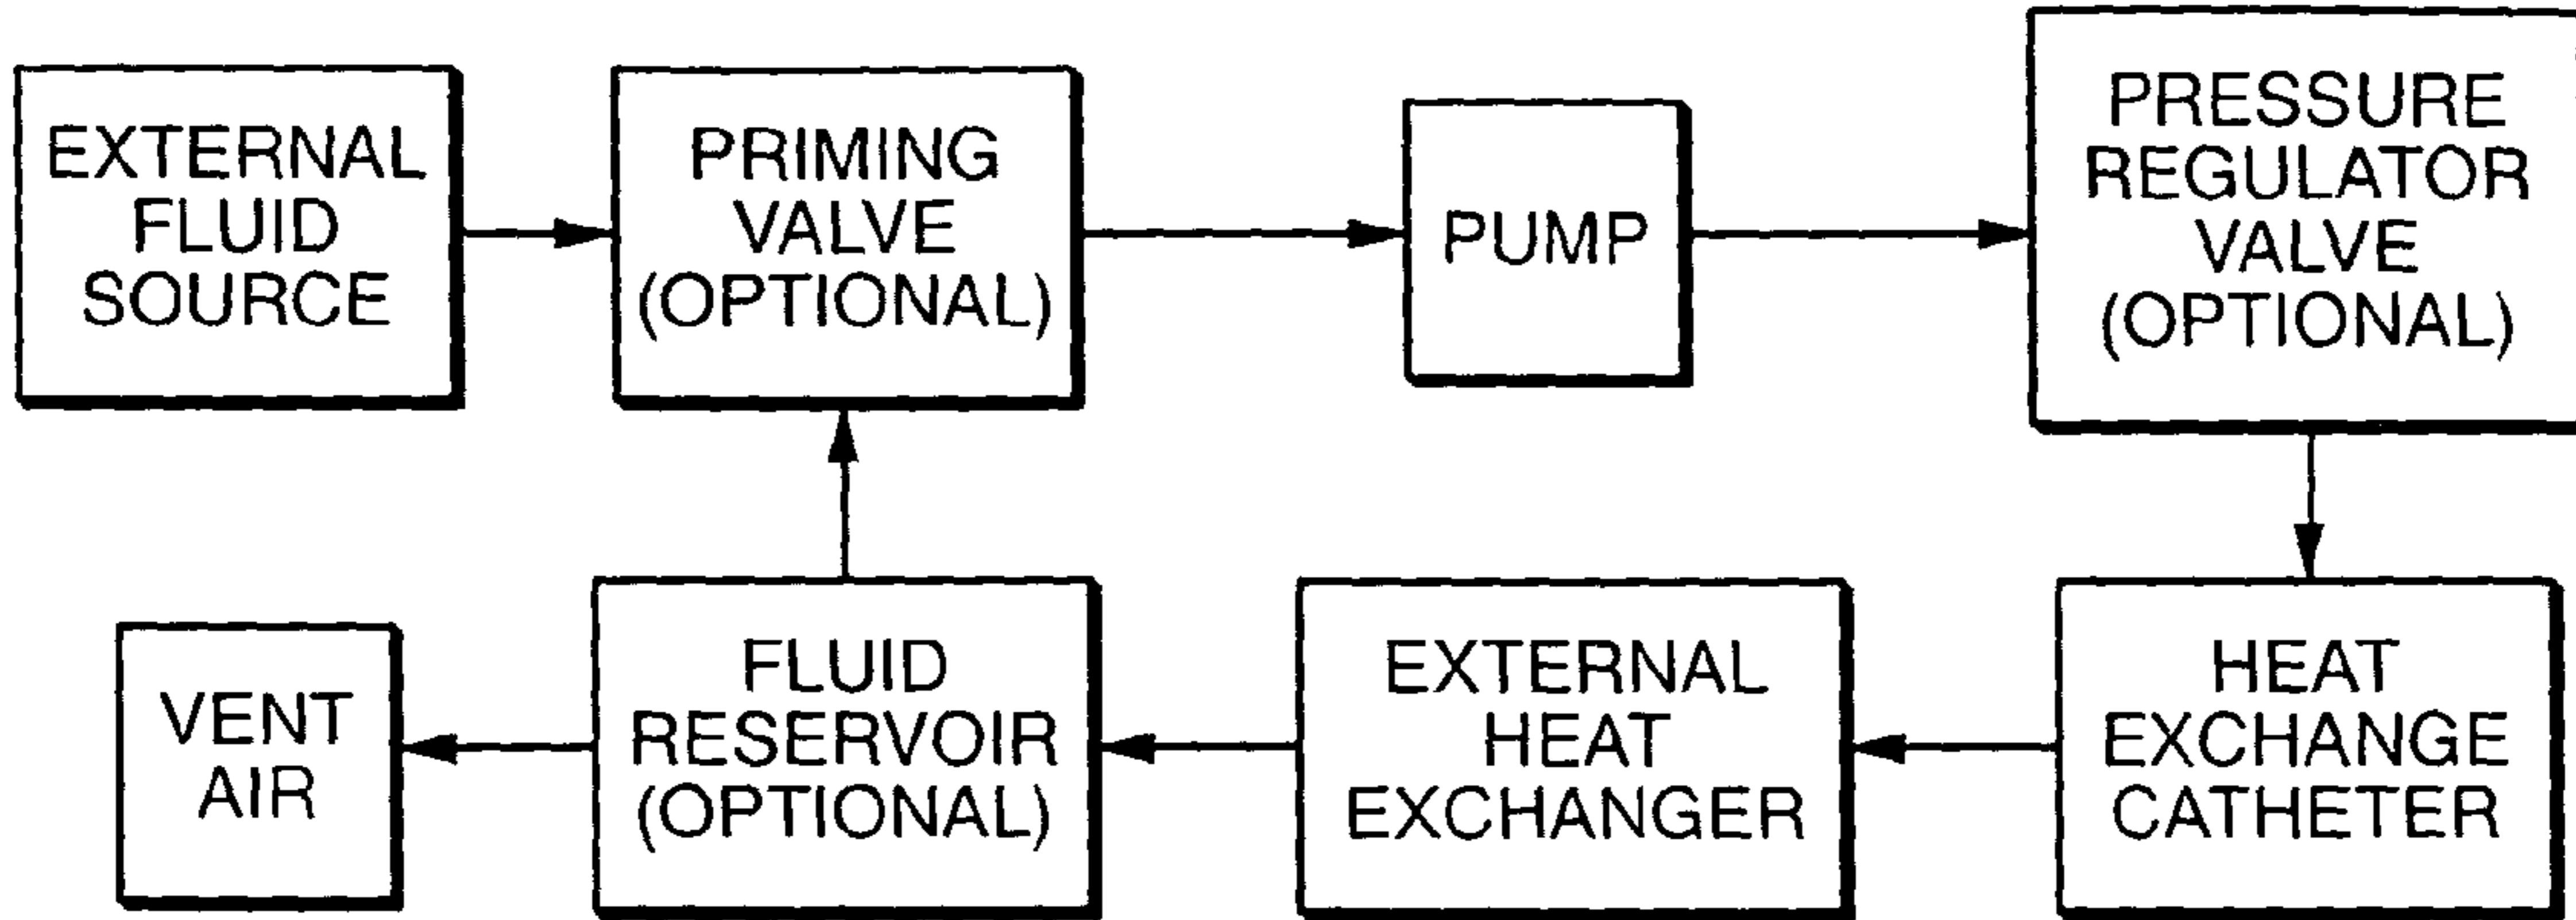 EXTERNAL
FLUID
SOURCE
PRIMING
VALVE
(OPTIONAL)
PUMP
PRESSURE
REGULATOR
VALVE
(OPTIONAL)
VENT
AIR
FLUID
RESERVOIR
(OPTIONAL)
EXTERNAL
HEAT
EXCHANGER
HEAT
EXCHANGE
CATHETER